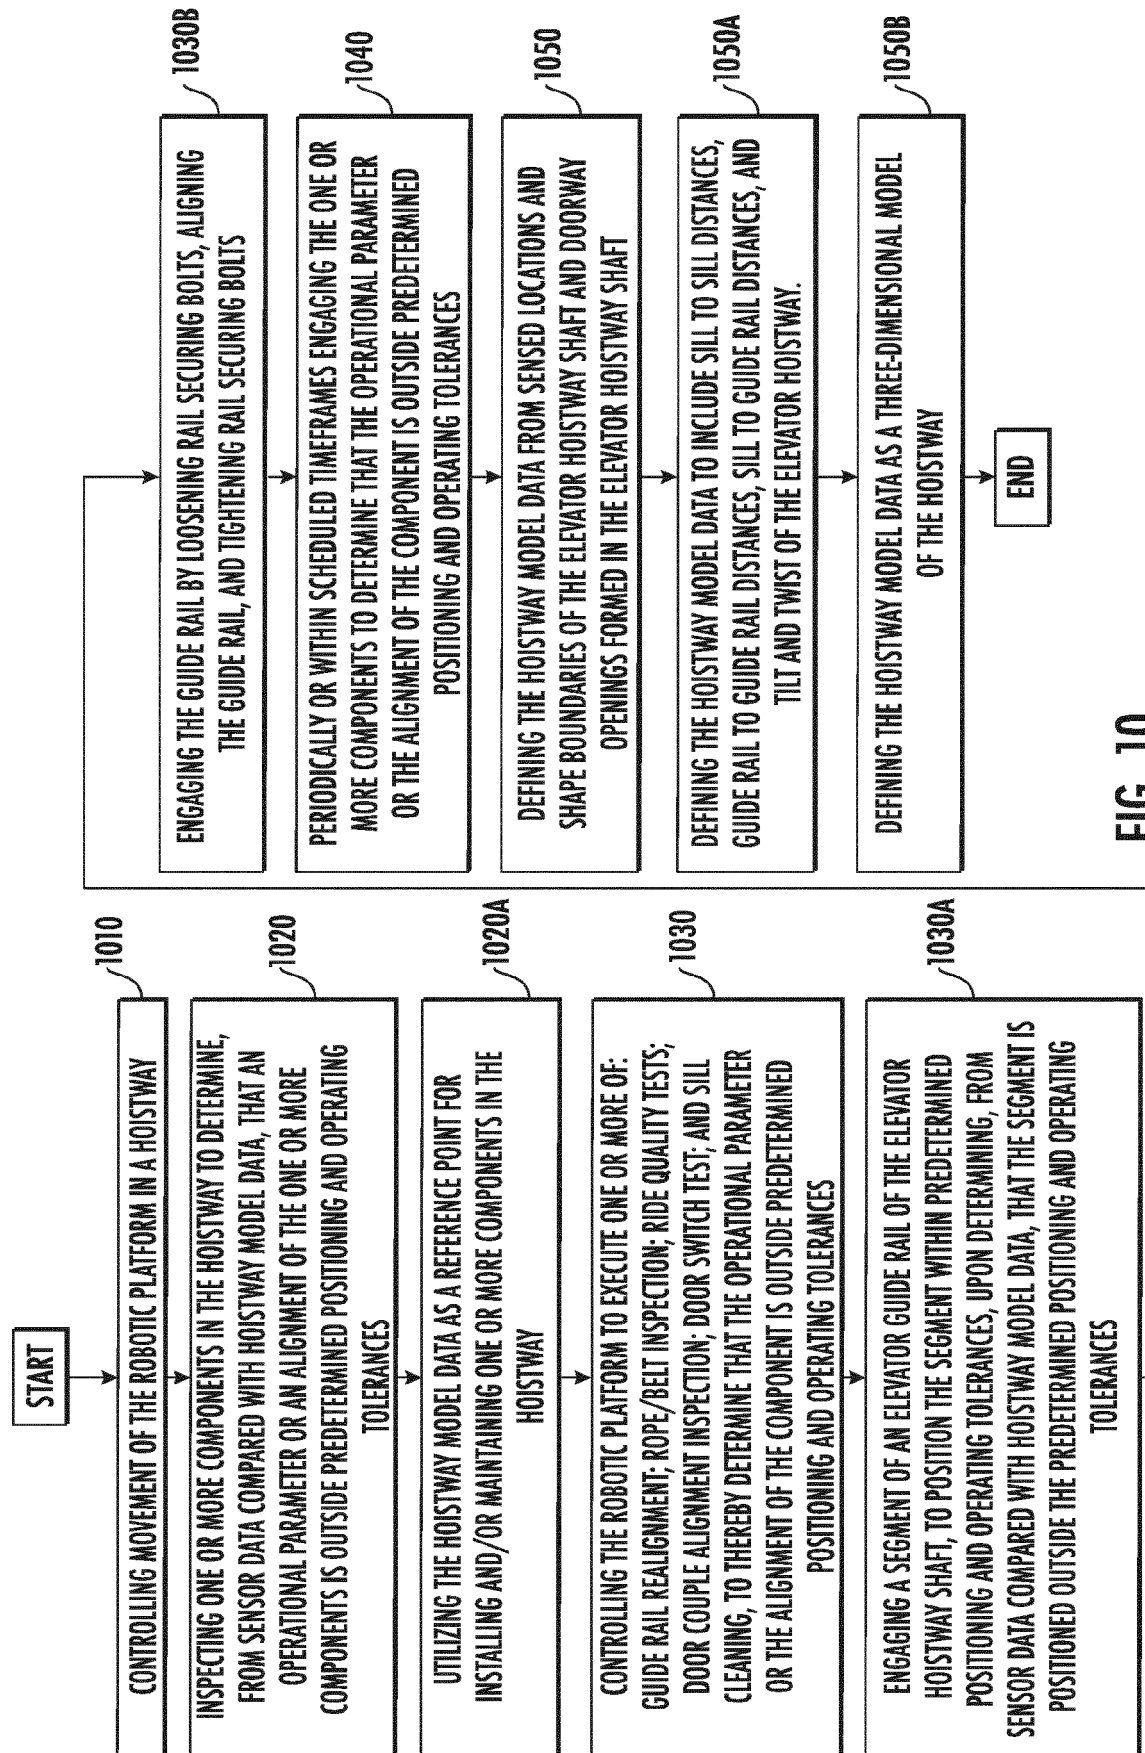 START
1010
CONTROLLING MOVEMENT OF THE ROBOTIC PLATFORM IN A HOISTWAY
1020
INSPECTING ONE OR MORE COMPONENTS IN THE HOISTWAY TO DETERMINE,
FROM SENSOR DATA COMPARED WITH HOISTWAY MODEL DATA, THAT AN
OPERATIONAL PARAMETER OR AN ALIGNMENT OF THE ONE OR MORE
COMPONENTS IS OUTSIDE PREDETERMINED POSITIONING AND OPERATING
TOLERANCES
1020A
UTILIZING THE HOISTWAY MODEL DATA AS A REFERENCE POINT FOR
INSTALLING AND/OR MAINTAINING ONE OR MORE COMPONENTS IN THE
HOISTWAY
1030
CONTROLLING THE ROBOTIC PLATFORM TO EXECUTE ONE OR MORE OF:
GUIDE RAIL REALIGNMENT; ROPE/BELT INSPECTION; RIDE QUALITY TESTS;
DOOR COUPLE ALIGNMENT INSPECTION; DOOR SWITCH TEST; AND SILL
CLEANING, TO THEREBY DETERMINE THAT THE OPERATIONAL PARAMETER
OR THE ALIGNMENT OF THE COMPONENT IS OUTSIDE PREDETERMINED
POSITIONING AND OPERATING TOLERANCES
1030A
ENGAGING A SEGMENT OF AN ELEVATOR GUIDE RAIL OF THE ELEVATOR
HOISTWAY SHAFT, TO POSITION THE SEGMENT WITHIN PREDETERMINED
POSITIONING AND OPERATING TOLERANCES, UPON DETERMINING, FROM
SENSOR DATA COMPARED WITH HOISTWAY MODEL DATA, THAT THE SEGMENT IS
POSITIONED OUTSIDE THE PREDETERMINED POSITIONING AND OPERATING
TOLERANCES
1030B
ENGAGING THE GUIDE RAIL BY LOOSENING RAIL SECURING BOLTS, ALIGNING
THE GUIDE RAIL, AND TIGHTENING RAIL SECURING BOLTS
1040
PERIODICALLY OR WITHIN SCHEDULED TIMEFRAMES ENGAGING THE ONE OR
MORE COMPONENTS TO DETERMINE THAT THE OPERATIONAL PARAMETER
OR THE ALIGNMENT OF THE COMPONENT IS OUTSIDE PREDETERMINED
POSITIONING AND OPERATING TOLERANCES
1050
DEFINING THE HOISTWAY MODEL DATA FROM SENSED LOCATIONS AND
SHAPE BOUNDARIES OF THE ELEVATOR HOISTWAY SHAFT AND DOORWAY
OPENINGS FORMED IN THE ELEVATOR HOISTWAY SHAFT
1050A
DEFINING THE HOISTWAY MODEL DATA TO INCLUDE SILL TO SILL DISTANCES,
GUIDE RAIL TO GUIDE RAIL DISTANCES, SILL TO GUIDE RAIL DISTANCES, AND
TILT AND TWIST OF THE ELEVATOR HOISTWAY.
1050B
DEFINING THE HOISTWAY MODEL DATA AS A THREE-DIMENSIONAL MODEL
OF THE HOISTWAY
END
FIG. 10